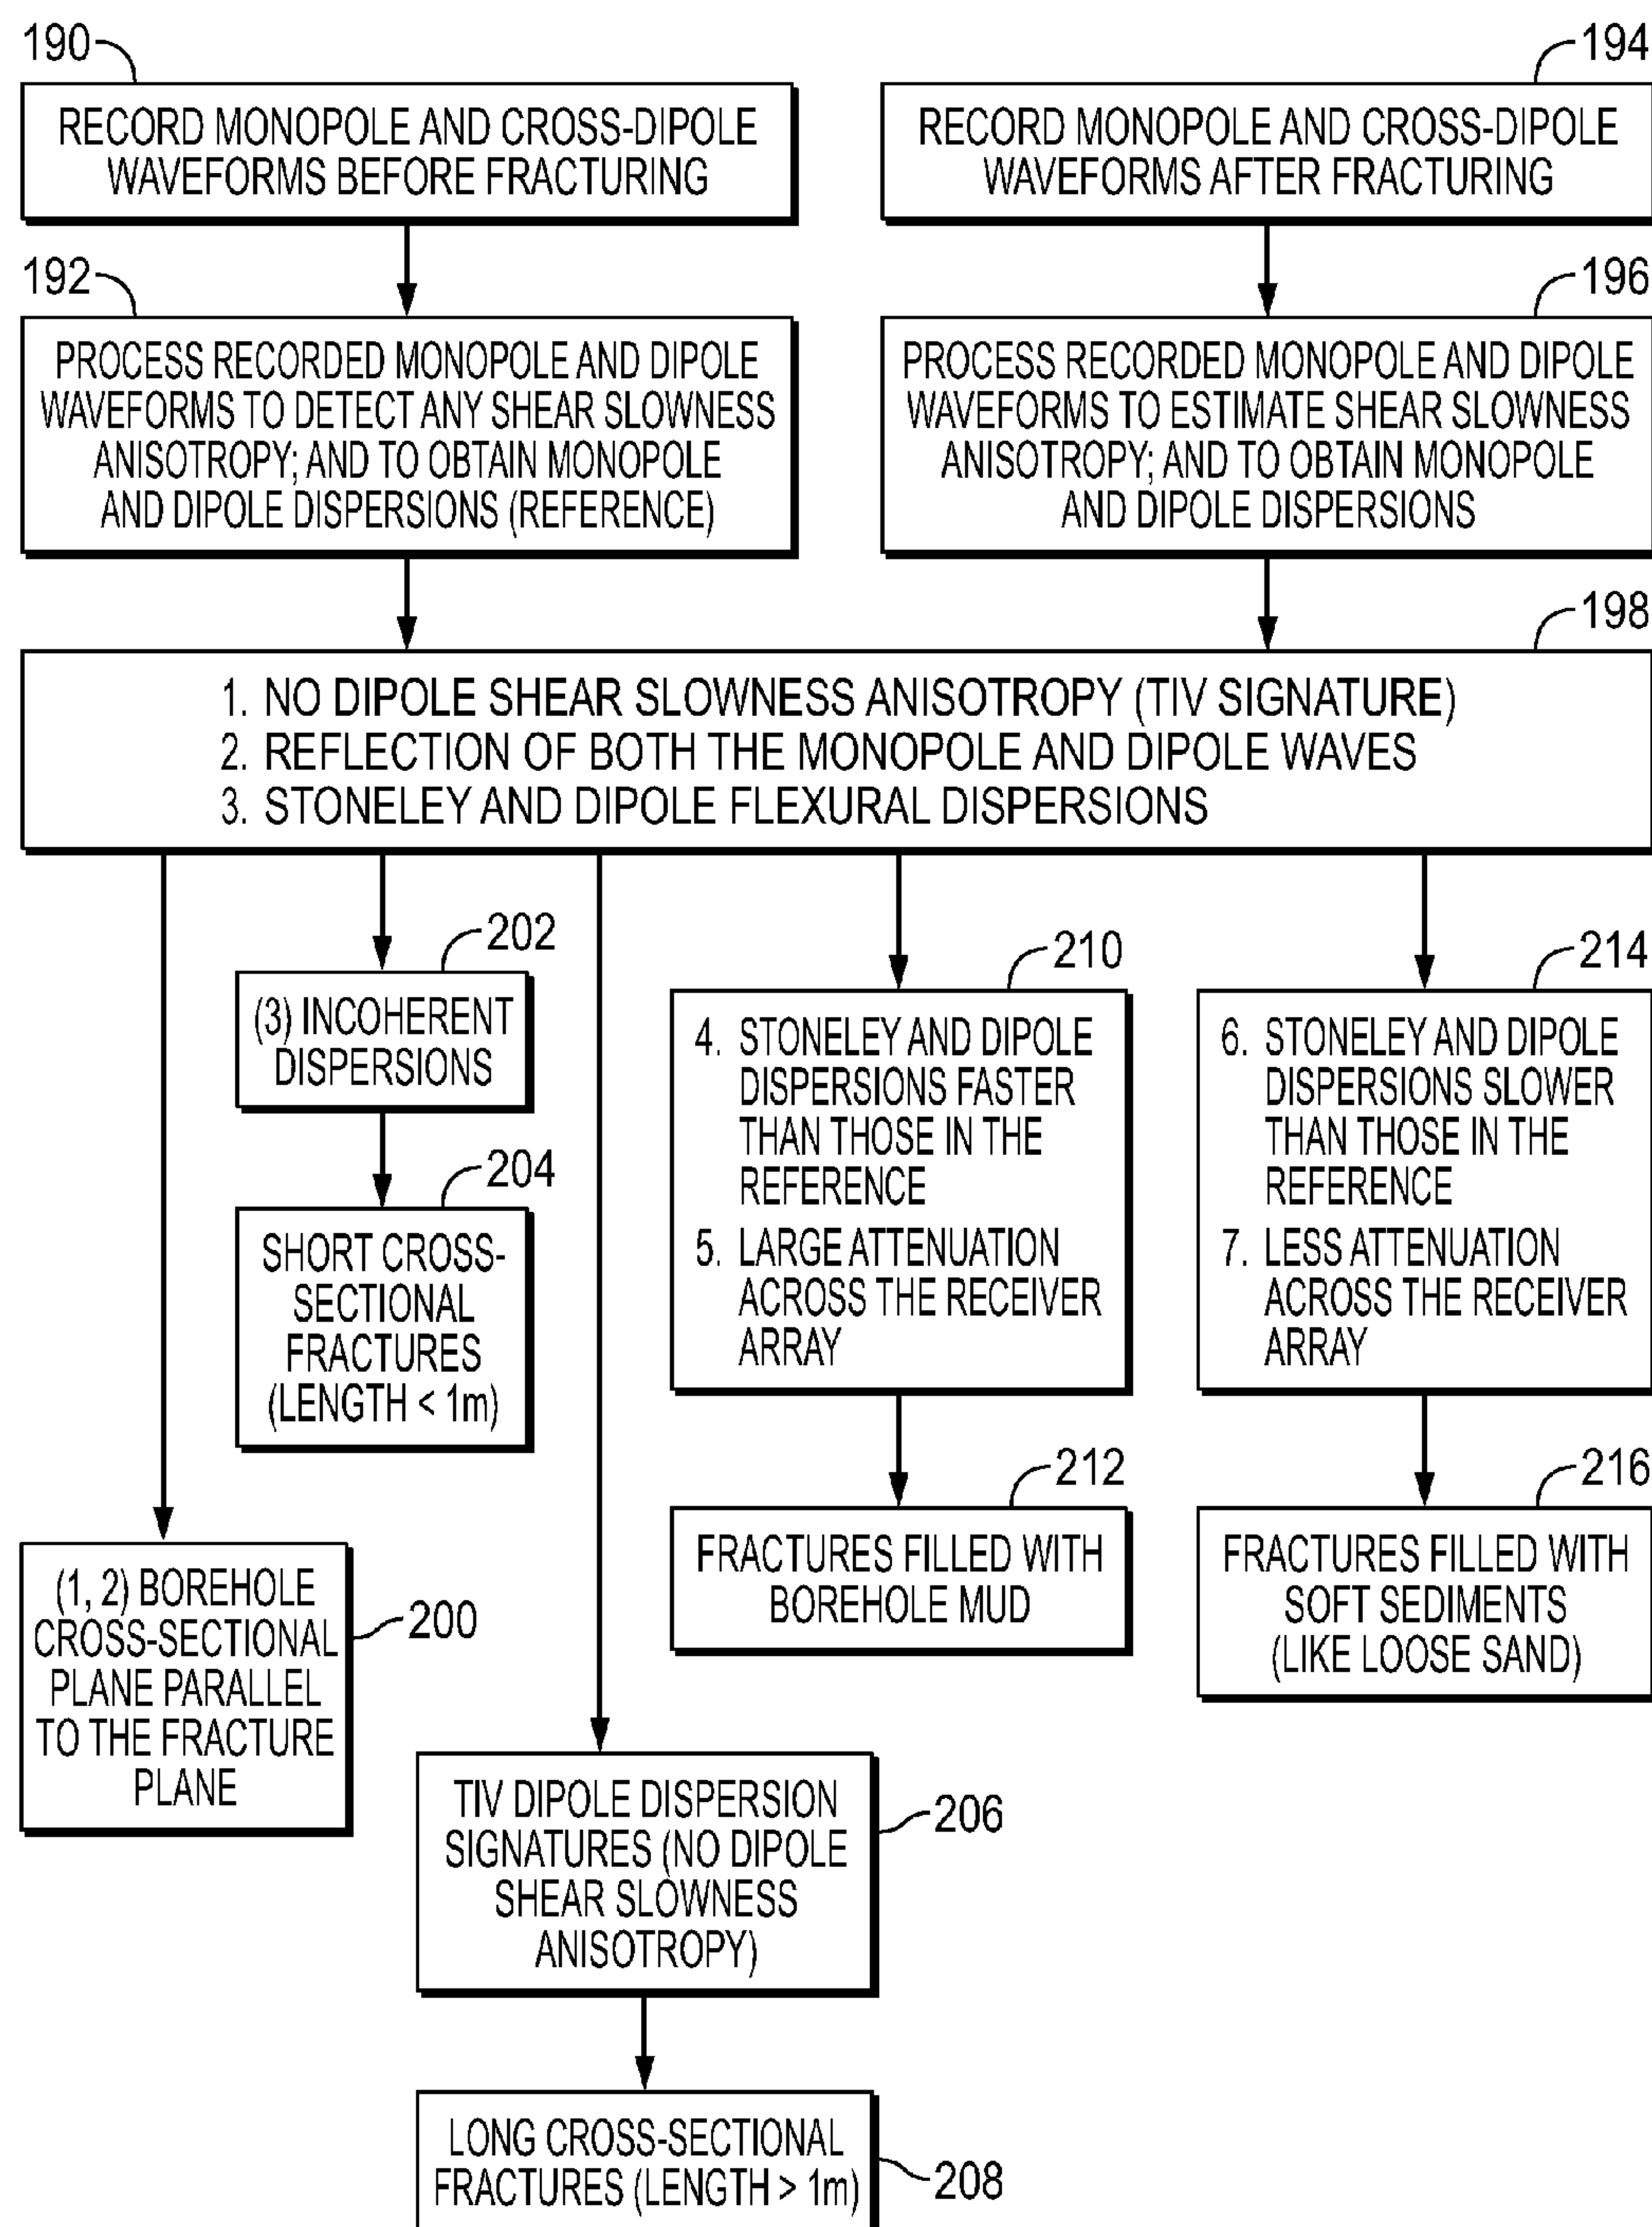 190
RECORD MONOPOLE AND CROSS-DIPOLE
WAVEFORMS BEFORE FRACTURING
194
RECORD MONOPOLE AND CROSS-DIPOLE
WAVEFORMS AFTER FRACTURING
192
PROCESS RECORDED MONOPOLE AND DIPOLE
WAVEFORMS TO DETECT ANY SHEAR SLOWNESS
ANISOTROPY; AND TO OBTAIN MONOPOLE
AND DIPOLE DISPERSIONS (REFERENCE)
196
PROCESS RECORDED MONOPOLE AND DIPOLE
WAVEFORMS TO ESTIMATE SHEAR SLOWNESS
ANISOTROPY; AND TO OBTAIN MONOPOLE
AND DIPOLE DISPERSIONS
198
1. NO DIPOLE SHEAR SLOWNESS ANISOTROPY (TIV SIGNATURE)
2. REFLECTION OF BOTH THE MONOPOLE AND DIPOLE WAVES
3. STONELEY AND DIPOLE FLEXURAL DISPERSIONS
202
(3) INCOHERENT
DISPERSIONS
204
SHORT CROSS-
SECTIONAL
FRACTURES
(LENGTH < 1m)
210
4. STONELEY AND DIPOLE
DISPERSIONS FASTER
THAN THOSE IN THE
REFERENCE
5. LARGE ATTENUATION
ACROSS THE RECEIVER
ARRAY
214
6. STONELEY AND DIPOLE
DISPERSIONS SLOWER
THAN THOSE IN THE
REFERENCE
7. LESS ATTENUATION
ACROSS THE RECEIVER
ARRAY
212
FRACTURES FILLED WITH
BOREHOLE MUD
216
FRACTURES FILLED WITH
SOFT SEDIMENTS
(LIKE LOOSE SAND)
(1, 2) BOREHOLE
CROSS-SECTIONAL
PLANE PARALLEL
TO THE FRACTURE
PLANE
200
TIV DIPOLE DISPERSION
SIGNATURES (NO DIPOLE
SHEAR SLOWNESS
ANISOTROPY)
206
LONG CROSS-SECTIONAL
FRACTURES (LENGTH > 1m)
208